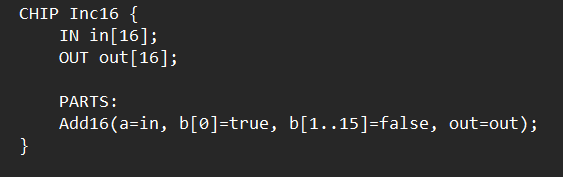 CHIP Inc16 {
IN in[16];
OUT out[16];
PARTS:
Add16(a=in, b[0]=true, b[1..15]=false, out=out);
}